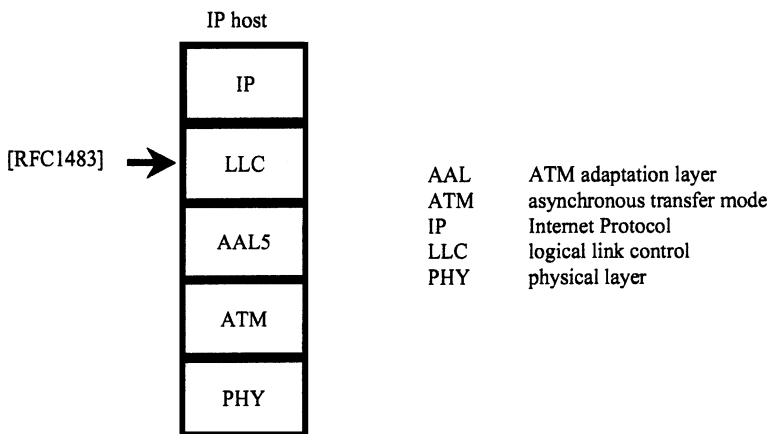 IP host
IP
[RFC1483]
LLC
AAL5
ATM
PHY
AAL ATM adaptation layer
ATM asynchronous transfer mode
IP Internet Protocol
LLC logical link control
PHY physical layer